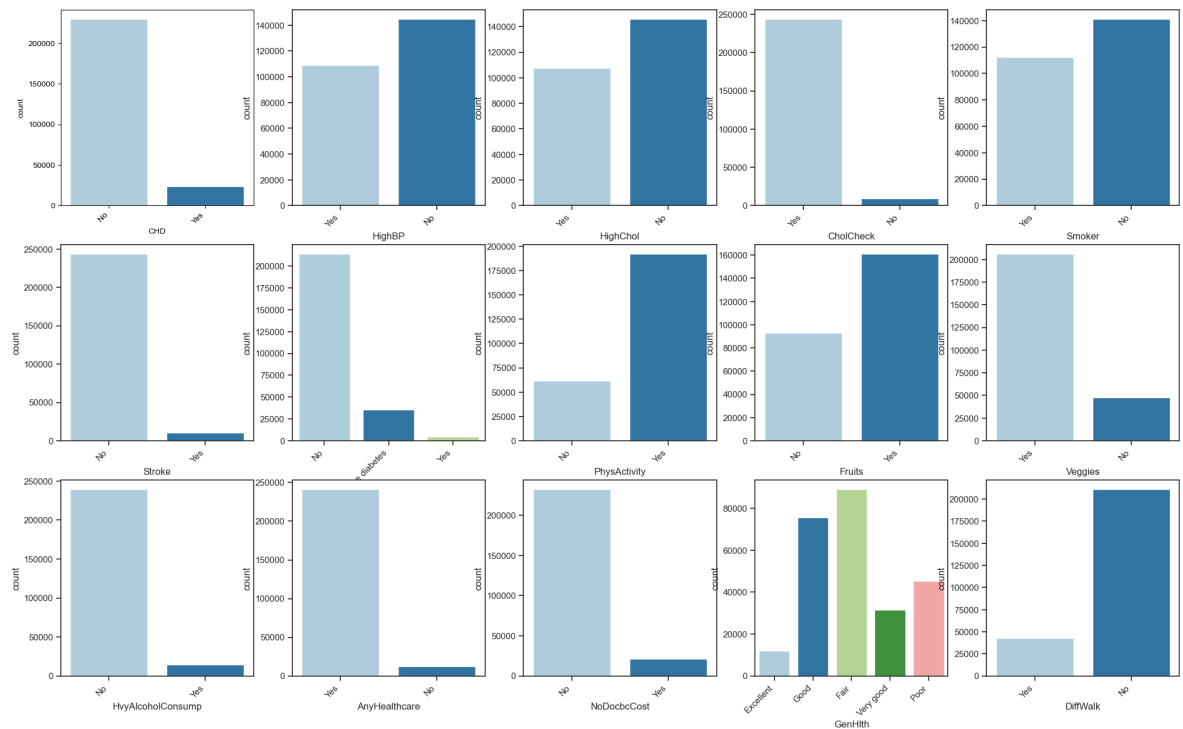 count
200000
150000
100000
50000
0
No
Yes
CHD
count
140000
120000
100000
80000
60000
40000
20000
0
Yes
No
HighBP
count
140000
120000
100000
80000
60000
40000
20000
0
Yes
No
HighChol
count
250000
200000
150000
100000
50000
0
Yes
No
CholCheck
count
140000
120000
100000
80000
60000
40000
20000
0
Yes
No
Smoker
count
250000
200000
150000
100000
50000
0
No
Yes
Stroke
count
200000
175000
150000
125000
100000
75000
50000
25000
0
No
e diabetes
Yes
count
200000
175000
150000
125000
100000
75000
50000
25000
0
No
Yes
PhysActivity
count
160000
140000
120000
100000
80000
60000
40000
20000
0
No
Yes
Fruits
count
200000
175000
150000
125000
100000
75000
50000
25000
0
Yes
No
Veggies
count
250000
200000
150000
100000
50000
0
No
Yes
HvyAlcoholConsump
count
250000
200000
150000
100000
50000
0
Yes
No
AnyHealthcare
count
200000
150000
100000
50000
0
No
Yes
NoDocbcCost
count
80000
60000
40000
20000
0
Excellent
Good
Fair
Very good
Poor
GenHlth
count
200000
175000
150000
125000
100000
75000
50000
25000
0
Yes
No
DiffWalk